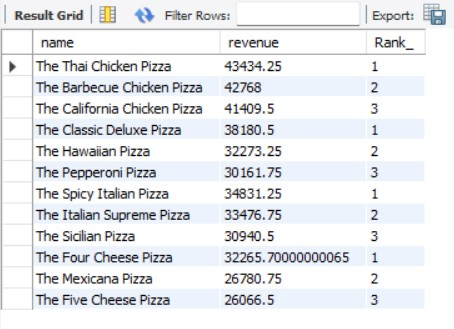 Result Grid Filter Rows: Export:
name revenue Rank_
The Thai Chicken Pizza 43434.25 1
The Barbecue Chicken Pizza 42768 2
The California Chicken Pizza 41409.5 3
The Classic Deluxe Pizza 38180.5 1
The Hawaiian Pizza 32273.25 2
The Pepperoni Pizza 30161.75 3
The Spicy Italian Pizza 34831.25 1
The Italian Supreme Pizza 33476.75 2
The Sicilian Pizza 30940.5 3
The Four Cheese Pizza 32265.70000000065 1
The Mexicana Pizza 26780.75 2
The Five Cheese Pizza 26066.5 3